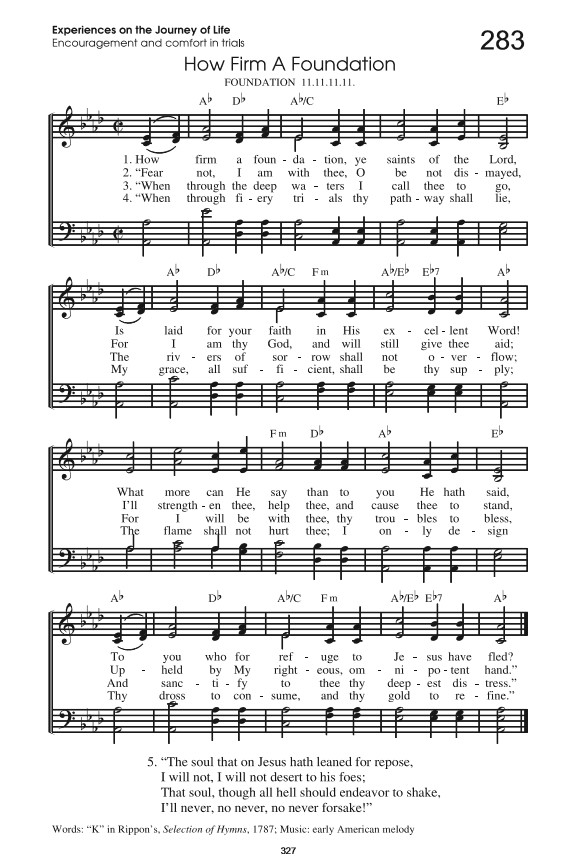 Experiences on the Journey of Life
Encouragement and comfort in trials
283
How Firm A Foundation
FOUNDATION 11.11.11.11.
A♭ D♭ A♭/C E♭
1. How firm a foun - da - tion, ye saints of the Lord,
2. “Fear not, I am with thee, O be not dis - mayed,
3. “When through the deep wa - ters I call thee to go,
4. “When through fi - ery tri - als thy path - way shall lie,
A♭ D♭ A♭/C Fm A♭/E♭ E♭7 A♭
Is laid for your faith in His ex - cel - lent Word!
For I am thy God, and will still give thee aid;
The riv - ers of sor - row shall not o - ver - flow;
My grace, all suf - fi - cient, shall be thy sup - ply;
Fm D♭ A♭ E♭
What more can He say than to you He hath said,
I’ll strength - en thee, help thee, and cause thee to stand,
For I will be with thee, thy trou - bles to bless,
The flame shall not hurt thee; I on - ly de - sign
A♭ D♭ A♭/C Fm A♭/E♭ E♭7 A♭
To you who for ref - uge to Je - sus have fled?
Up - held by My right - eous, om - ni - po - tent hand.”
And sanc - ti - fy to thee thy deep - est dis - tress.”
Thy dross to con - sume, and thy gold to re - fine.”
5. “The soul that on Jesus hath leaned for repose,
I will not, I will not desert to his foes;
That soul, though all hell should endeavor to shake,
I’ll never, no never, no never forsake!”
Words: “K” in Rippon’s, Selection of Hymns, 1787; Music: early American melody
327